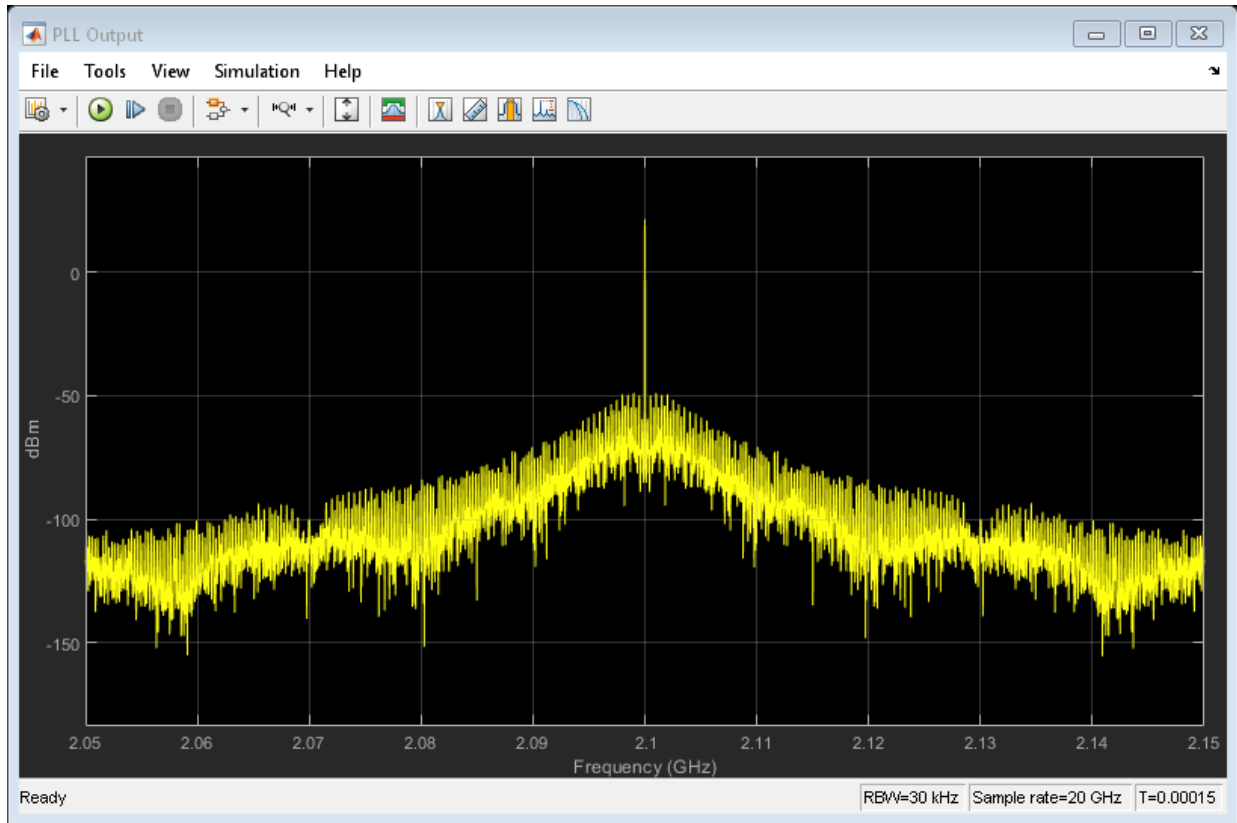 PLL Output
File Tools View Simulation Help
0
-50
-100
-150
dBm
2.05 2.06 2.07 2.08 2.09 2.1 2.11 2.12 2.13 2.14 2.15
Frequency (GHz)
Ready RBW=30 kHz Sample rate=20 GHz T=0.00015